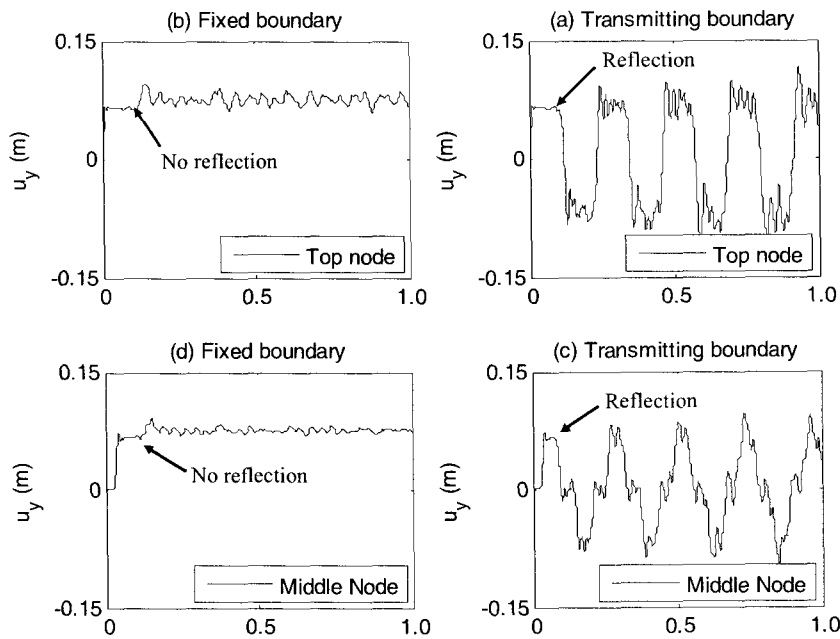 (b) Fixed boundary
0.15
No reflection
u_y (m)
0
Top node
-0.15
0
0.5
1.0
(a) Transmitting boundary
0.15
Reflection
u_y (m)
0
Top node
-0.15
0
0.5
1.0
(d) Fixed boundary
0.15
No reflection
u_y (m)
0
Middle Node
-0.15
0
0.5
1.0
(c) Transmitting boundary
0.15
Reflection
u_y (m)
0
Middle Node
-0.15
0
0.5
1.0